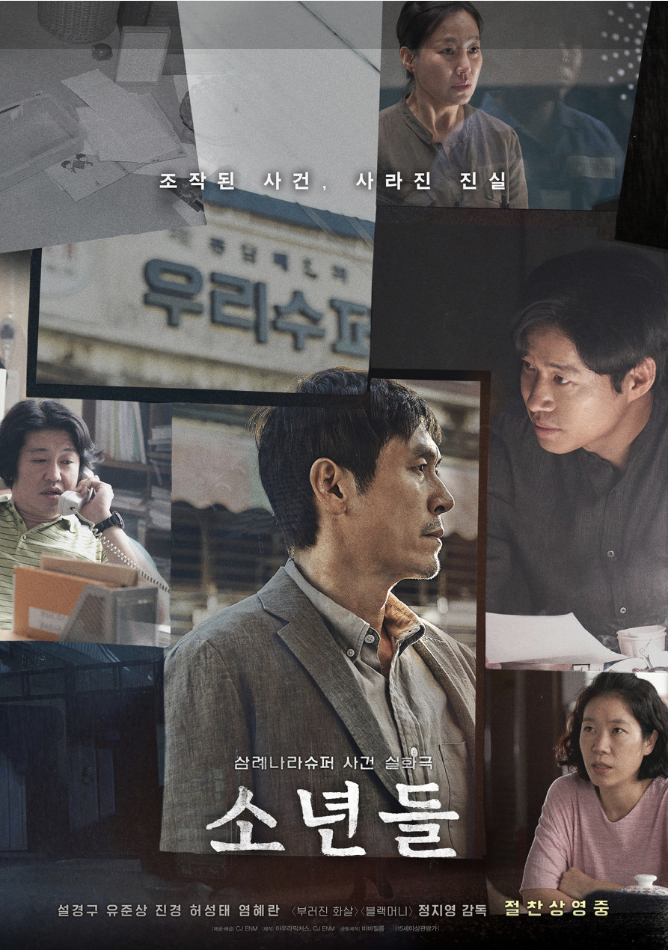 조작된 사건, 사라진 진실
우리수퍼
삼례나라슈퍼 사건 실화극
소년들
설경구 유준상 진경 허성태 염혜란 〈부러진 화살〉〈블랙머니〉 정지영 감독 절찬상영중